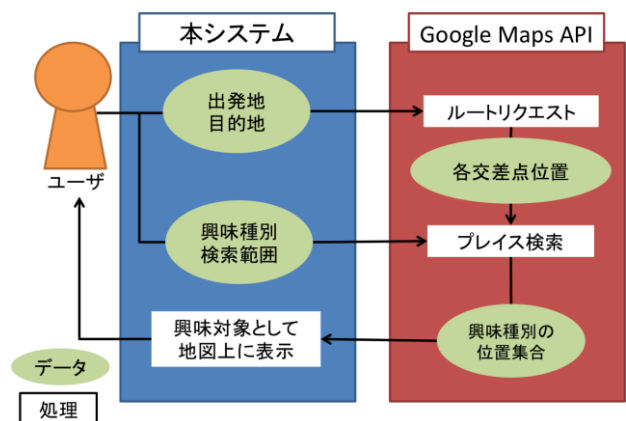 本システム
Google Maps API
出発地
目的地
ルートリクエスト
各交差点位置
ユーザ
興味種別
検索範囲
プレイス検索
興味対象として
地図上に表示
興味種別の
位置集合
データ
処理